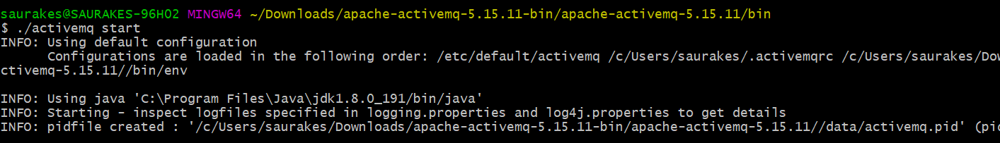 saurakes@SAURAKES-96H02 MINGW64 ~/Downloads/apache-activemq-5.15.11-bin/apache-activemq-5.15.11/bin
$ ./activemq start
INFO: Using default configuration
Configurations are loaded in the following order: /etc/default/activemq /c/Users/saurakes/.activemqrc /c/Users/saurakes/Dow
ctivemq-5.15.11//bin/env
INFO: Using java 'C:\Program Files\Java\jdk1.8.0_191/bin/java'
INFO: Starting - inspect logfiles specified in logging.properties and log4j.properties to get details
INFO: pidfile created : '/c/Users/saurakes/Downloads/apache-activemq-5.15.11-bin/apache-activemq-5.15.11//data/activemq.pid' (pid